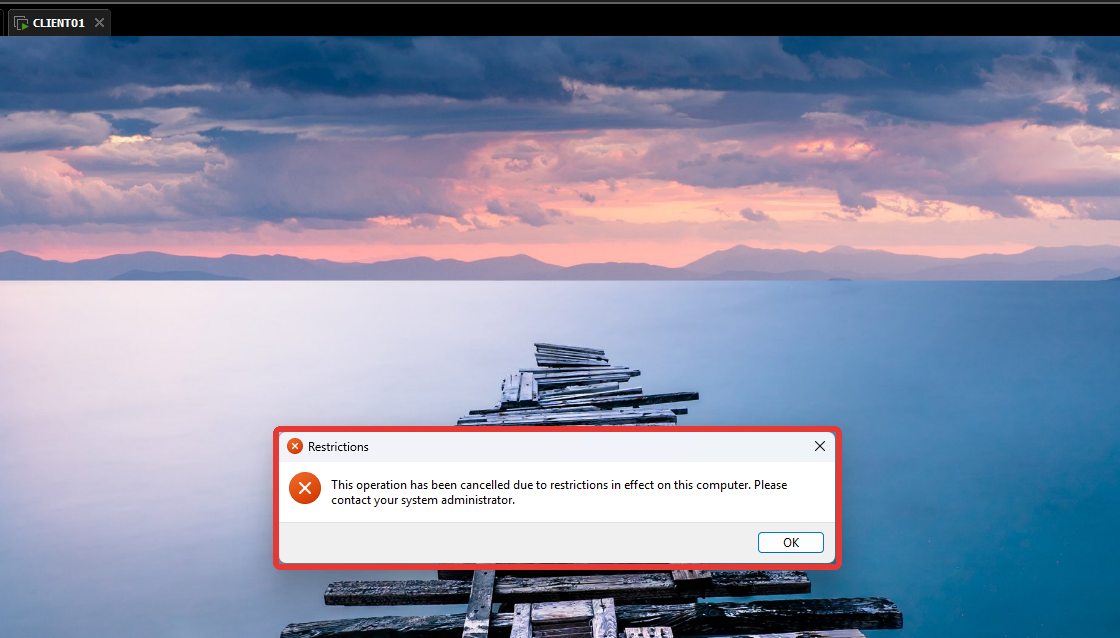 CLIENT01
Restrictions
This operation has been cancelled due to restrictions in effect on this computer. Please
contact your system administrator.
OK